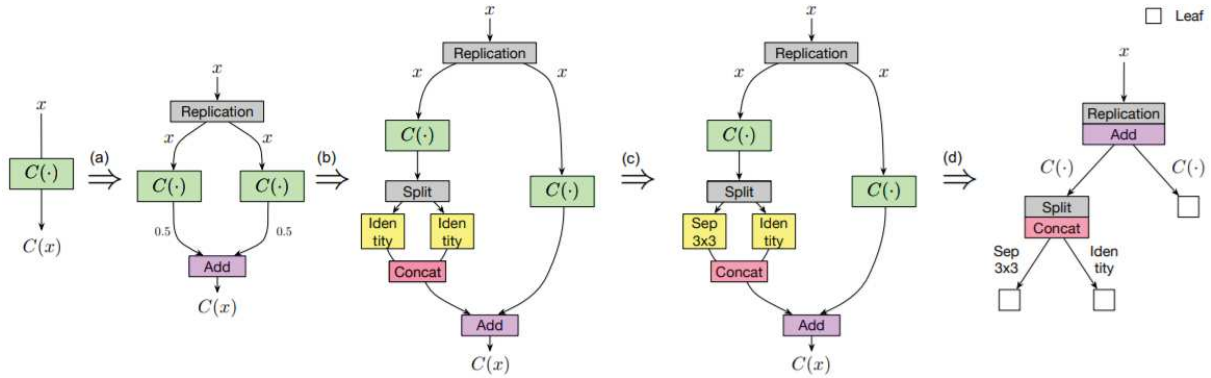 x
C(·)
C(x)
(a)
x
Replication
x
x
C(·)
C(·)
0.5
0.5
Add
C(x)
(b)
x
Replication
x
x
C(·)
Split
C(·)
Iden
tity
Iden
tity
Concat
Add
C(x)
(c)
x
Replication
x
x
C(·)
Split
C(·)
Sep
3x3
Iden
tity
Concat
Add
C(x)
(d)
Leaf
x
Replication
Add
C(·)
C(·)
Split
Concat
Sep
3x3
Iden
tity